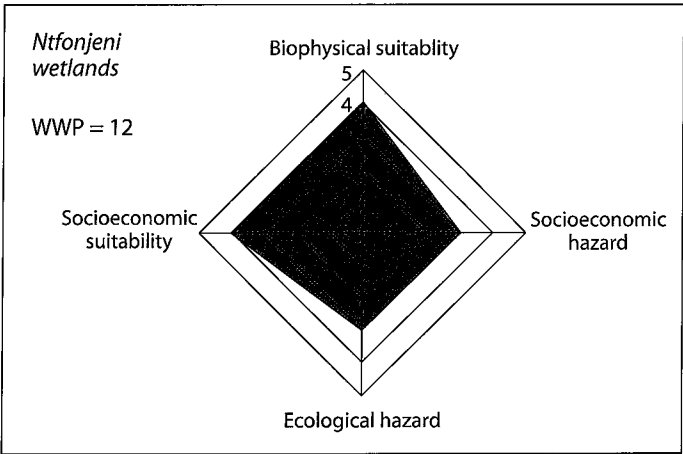 Ntfonjeni
wetlands
WWP = 12
Biophysical suitablity
5
4
Socioeconomic
suitability
Socioeconomic
hazard
Ecological hazard